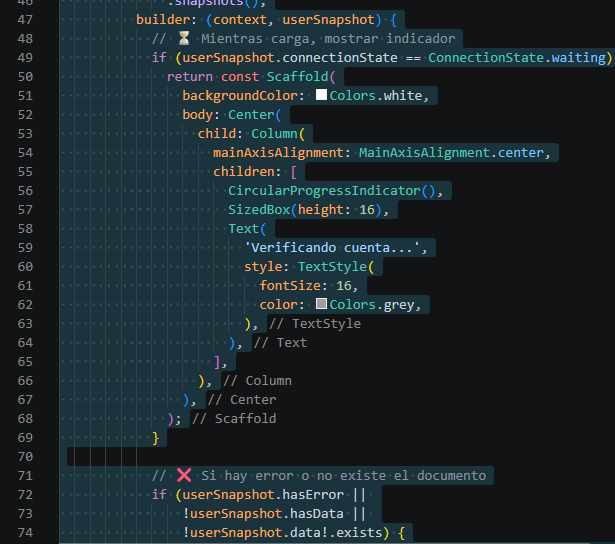 46 .snapshots(),
47 builder: (context, userSnapshot) {
48 // ⏳ Mientras carga, mostrar indicador
49 if (userSnapshot.connectionState == ConnectionState.waiting)
50 return const Scaffold(
51 backgroundColor: Colors.white,
52 body: Center(
53 child: Column(
54 mainAxisAlignment: MainAxisAlignment.center,
55 children: [
56 CircularProgressIndicator(),
57 SizedBox(height: 16),
58 Text(
59 'Verificando cuenta...',
60 style: TextStyle(
61 fontSize: 16,
62 color: Colors.grey,
63 ), // TextStyle
64 ), // Text
65 ],
66 ), // Column
67 ), // Center
68 ); // Scaffold
69 }
70
71 // ❌ Si hay error o no existe el documento
72 if (userSnapshot.hasError ||
73 !userSnapshot.hasData ||
74 !userSnapshot.data!.exists) {